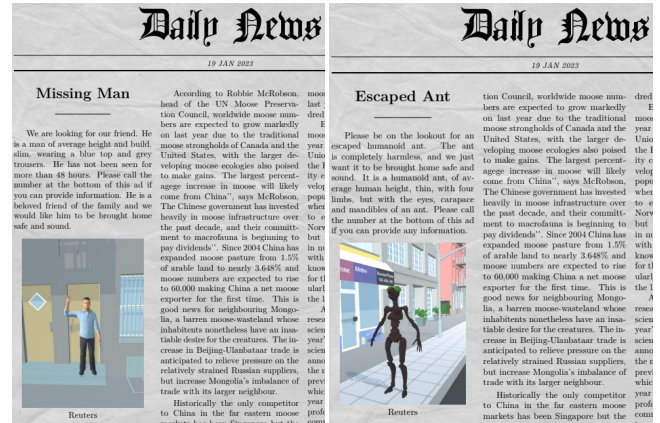 Daily News
19 JAN 2023
Missing Man
We are looking for our friend. He
is a man of average height and build,
slim, wearing a blue top and grey
trousers. He has not been seen for
more than 48 hours. Please call the
number at the bottom of this ad if
you can provide information. He is a
beloved friend of the family and we
would like him to be brought home
safe and sound.
Reuters
According to Robbie McRobson,
head of the UN Moose Preserva-
tion Council, worldwide moose num-
bers are expected to grow markedly
on last year due to the traditional
moose strongholds of Canada and the
United States, with the larger de-
veloping moose ecologies also poised
to make gains. The largest percent-
agege increase in moose will likely
come from China", says McRobson.
The Chinese government has invested
heavily in moose infrastructure over
the past decade, and their committ-
ment to macrofauna is beginning to
pay dividends". Since 2004 China has
expanded moose pasture from 1.5%
of arable land to nearly 3.648% and
moose numbers are expected to rise
to 60,000 making China a net moose
exporter for the first time. This is
good news for neighbouring Mongo-
lia, a barren moose-wasteland whose
inhabitants nonetheless have an insa-
tiable desire for the creatures. The in-
crease in Beijing-Ulanbataar trade is
anticipated to relieve pressure on the
relatively strained Russian suppliers,
but increase Mongolia's imbalance of
trade with its larger neighbour.
Historically the only competitor
to China in the far eastern moose
markets has been Singapore but the
Daily News
19 JAN 2023
Escaped Ant
Please be on the lookout for an
escaped humanoid ant. The ant
is completely harmless, and we just
want it to be brought home safe and
sound. It is a humanoid ant, of av-
erage human height, thin, with four
limbs, but with the eyes, carapace
and mandibles of an ant. Please call
the number at the bottom of this ad
if you can provide any information.
Reuters
tion Council, worldwide moose num-
bers are expected to grow markedly
on last year due to the traditional
moose strongholds of Canada and the
United States, with the larger de-
veloping moose ecologies also poised
to make gains. The largest percent-
agege increase in moose will likely
come from China", says McRobson.
The Chinese government has invested
heavily in moose infrastructure over
the past decade, and their committ-
ment to macrofauna is beginning to
pay dividends". Since 2004 China has
expanded moose pasture from 1.5%
of arable land to nearly 3.648% and
moose numbers are expected to rise
to 60,000 making China a net moose
exporter for the first time. This is
good news for neighbouring Mongo-
lia, a barren moose-wasteland whose
inhabitants nonetheless have an insa-
tiable desire for the creatures. The in-
crease in Beijing-Ulanbataar trade is
anticipated to relieve pressure on the
relatively strained Russian suppliers,
but increase Mongolia's imbalance of
trade with its larger neighbour.
Historically the only competitor
to China in the far eastern moose
markets has been Singapore but the